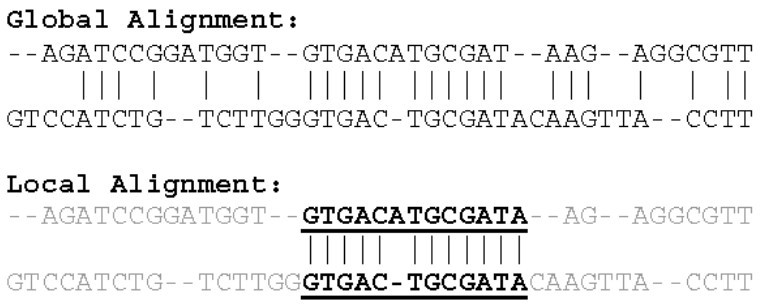 Global Alignment:
--AGATCCGGATGGT--GTGACATGCGAT--AAG--AGGCGTT
GTCCATCTG--TCTTGGGTGAC-TGCGATACAAGTTA--CCTT
Local Alignment:
--AGATCCGGATGGT--GTGACATGCGATA--AG--AGGCGTT
GTCCATCTG--TCTTGGGTGAC-TGCGATACAAGTTA--CCTT